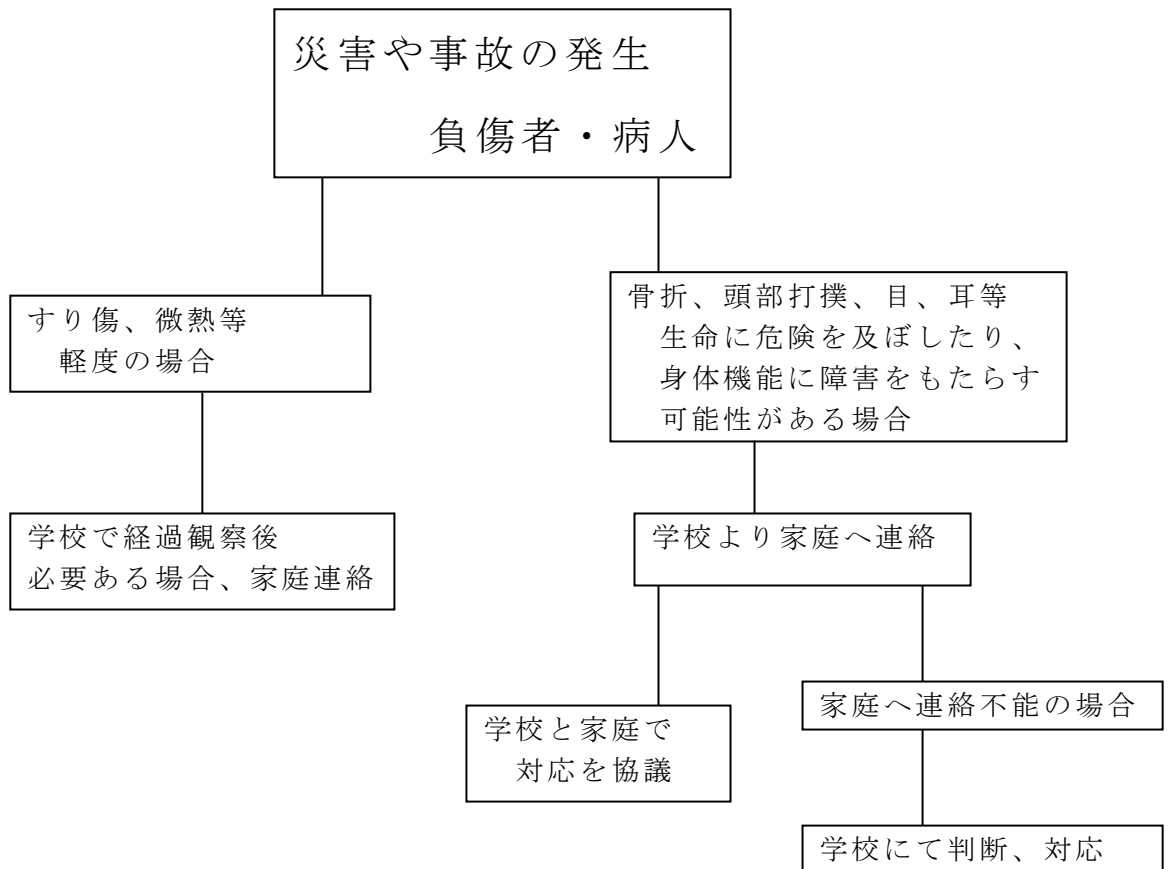 災害や事故の発生
負傷者・病人
すり傷、微熱等
軽度の場合
骨折、頭部打撲、目、耳等
生命に危険を及ぼしたり、
身体機能に障害をもたらす
可能性がある場合
学校で経過観察後
必要ある場合、家庭連絡
学校より家庭へ連絡
学校と家庭で
対応を協議
家庭へ連絡不能の場合
学校にて判断、対応